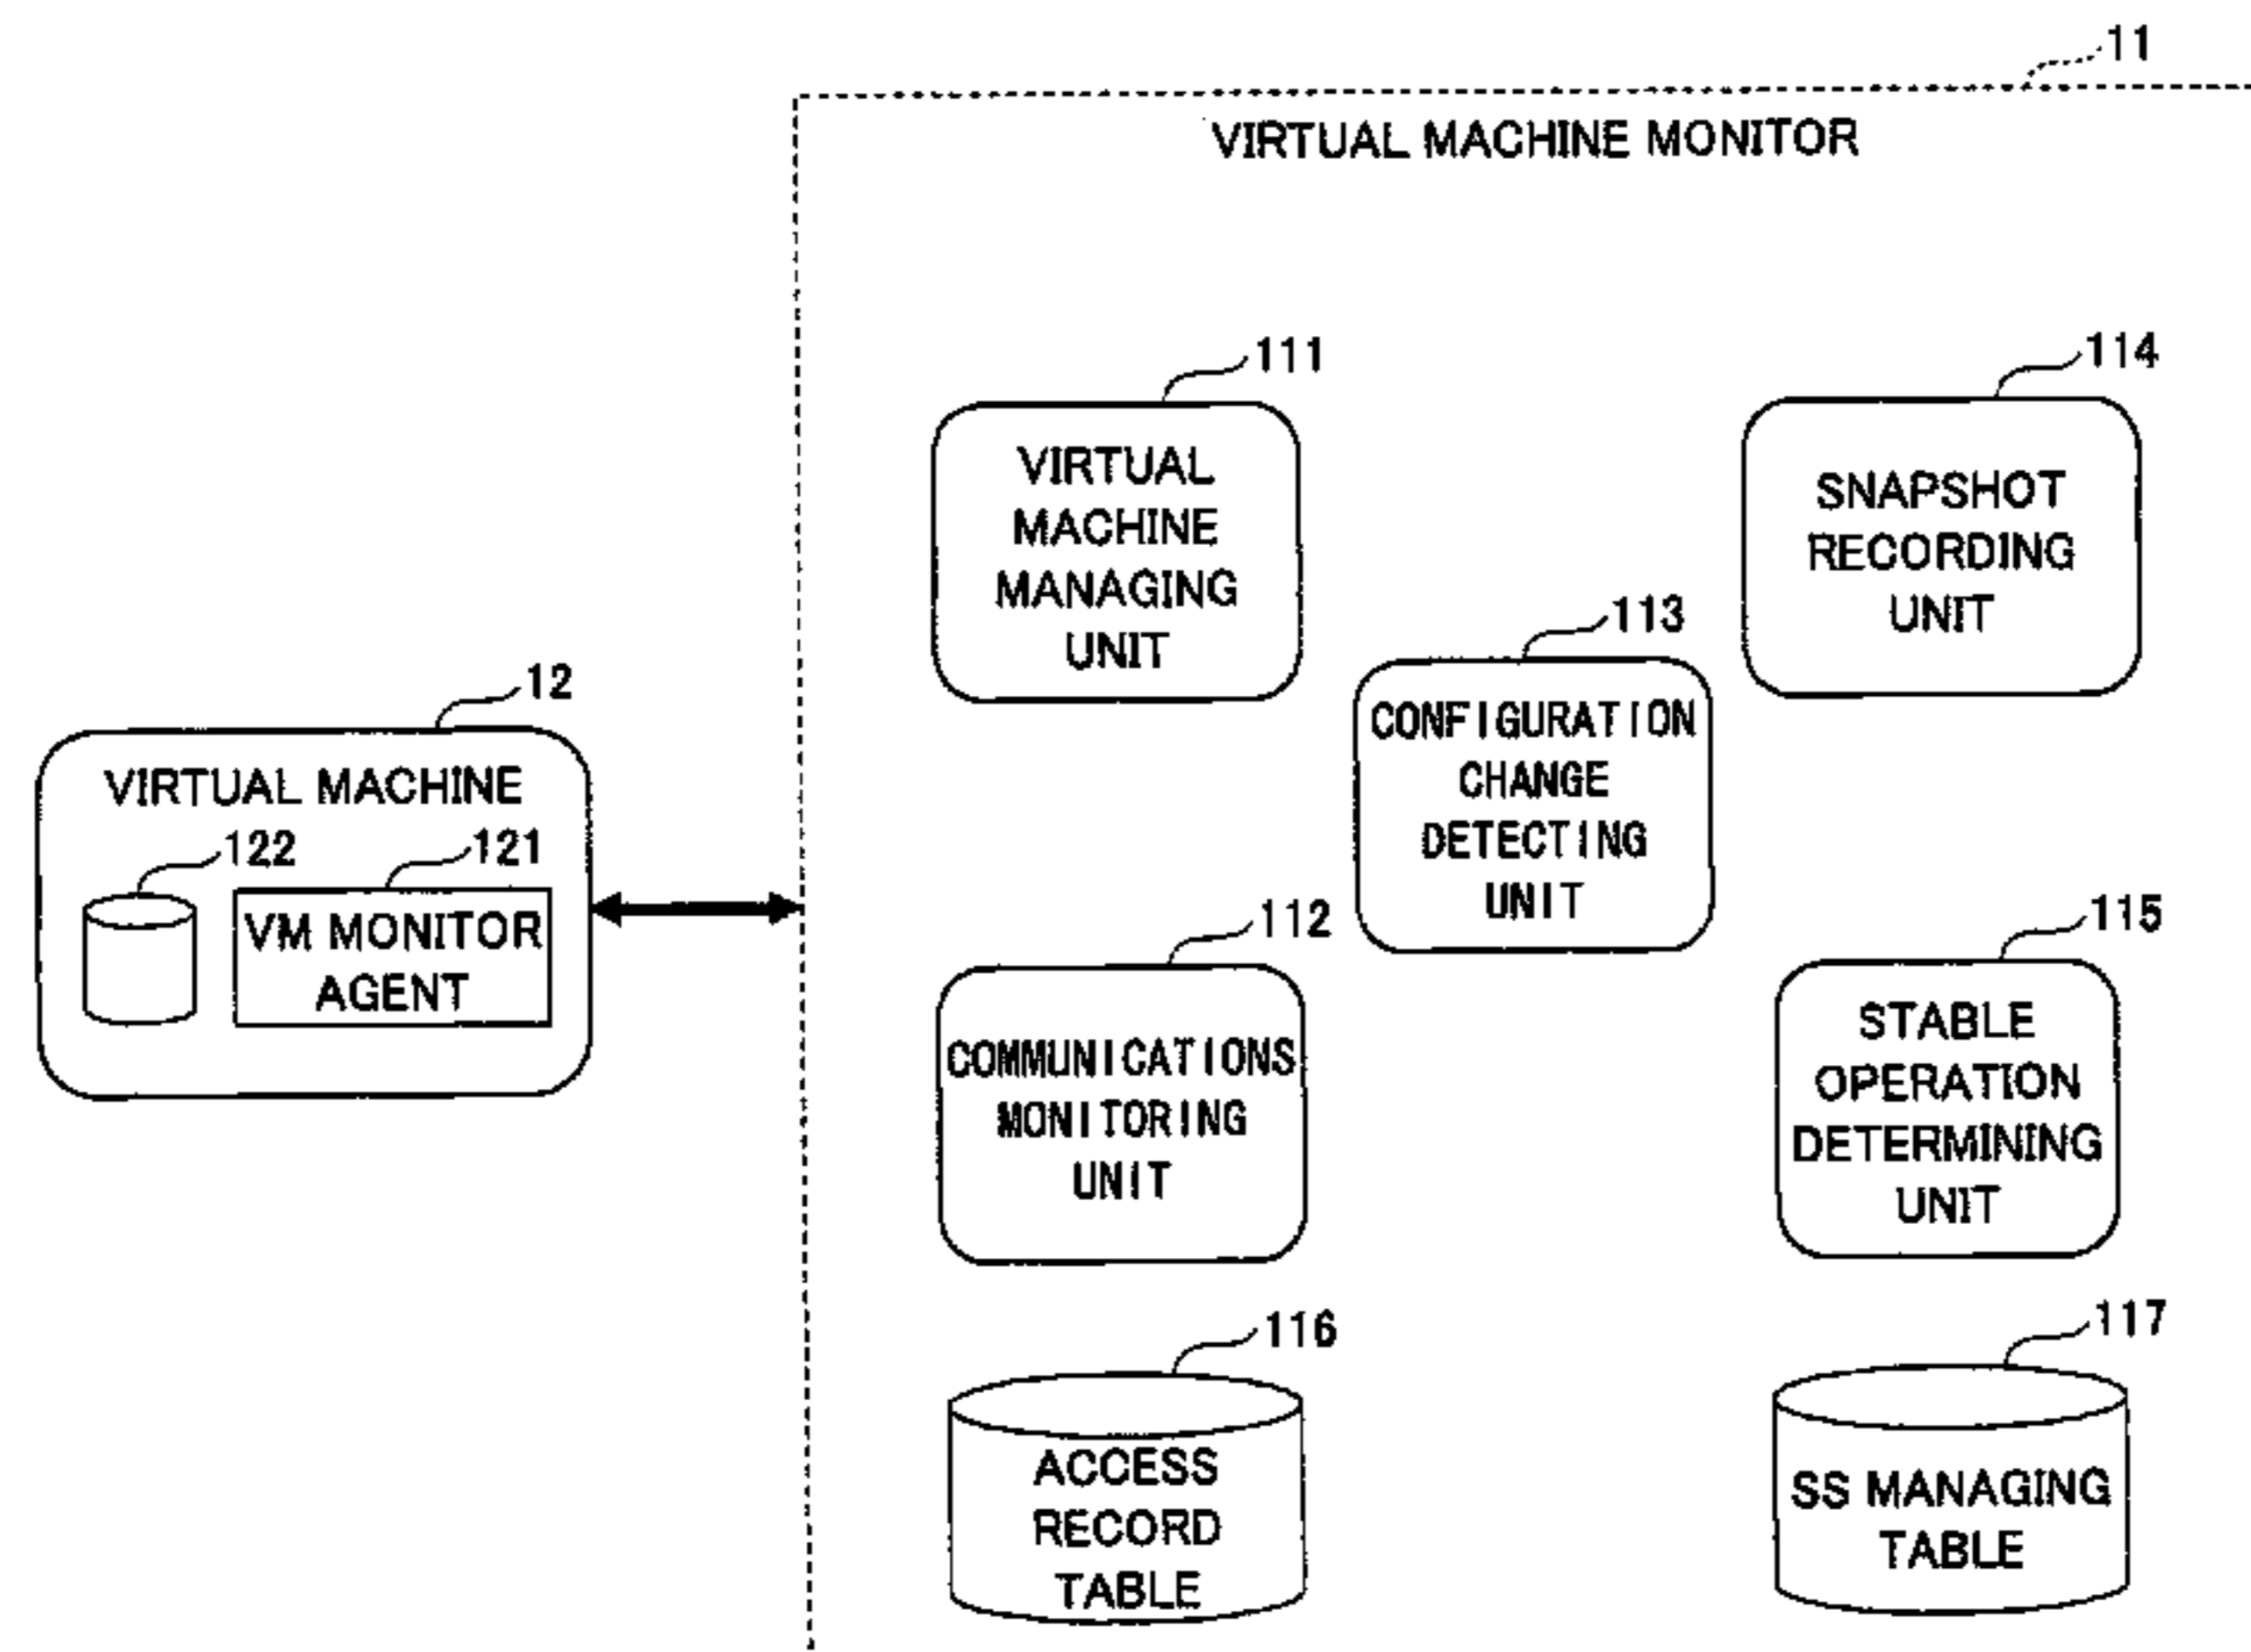 11
VIRTUAL MACHINE MONITOR
111
VIRTUAL
MACHINE
MANAGING
UNIT
114
SNAPSHOT
RECORDING
UNIT
113
CONFIGURATION
CHANGE
DETECTING
UNIT
12
VIRTUAL MACHINE
122
121
VM MONITOR
AGENT
112
COMMUNICATIONS
MONITORING
UNIT
115
STABLE
OPERATION
DETERMINING
UNIT
116
ACCESS
RECORD
TABLE
117
SS MANAGING
TABLE